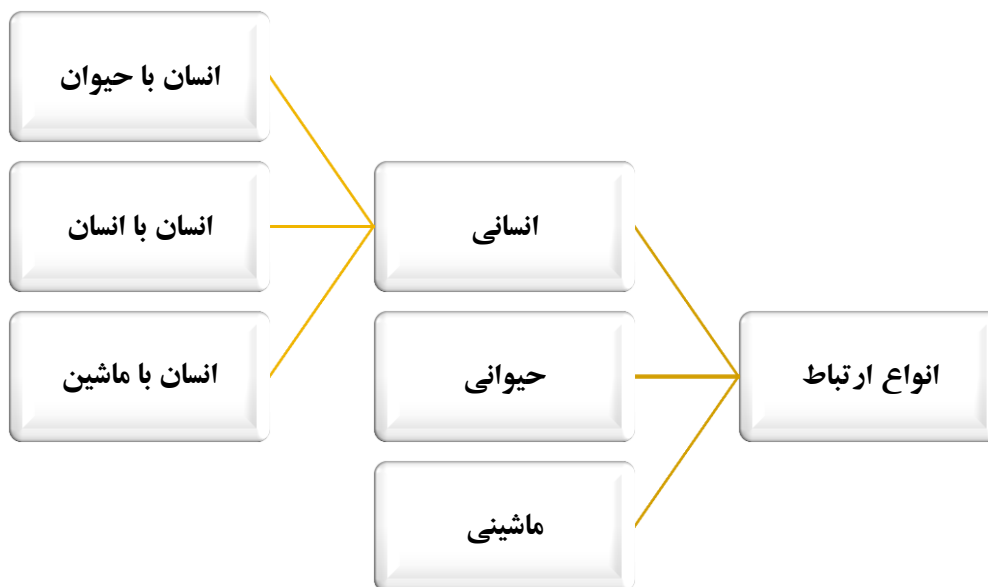 انواع ارتباط
انسانی
حیوانی
ماشینی
انسان با حیوان
انسان با انسان
انسان با ماشین